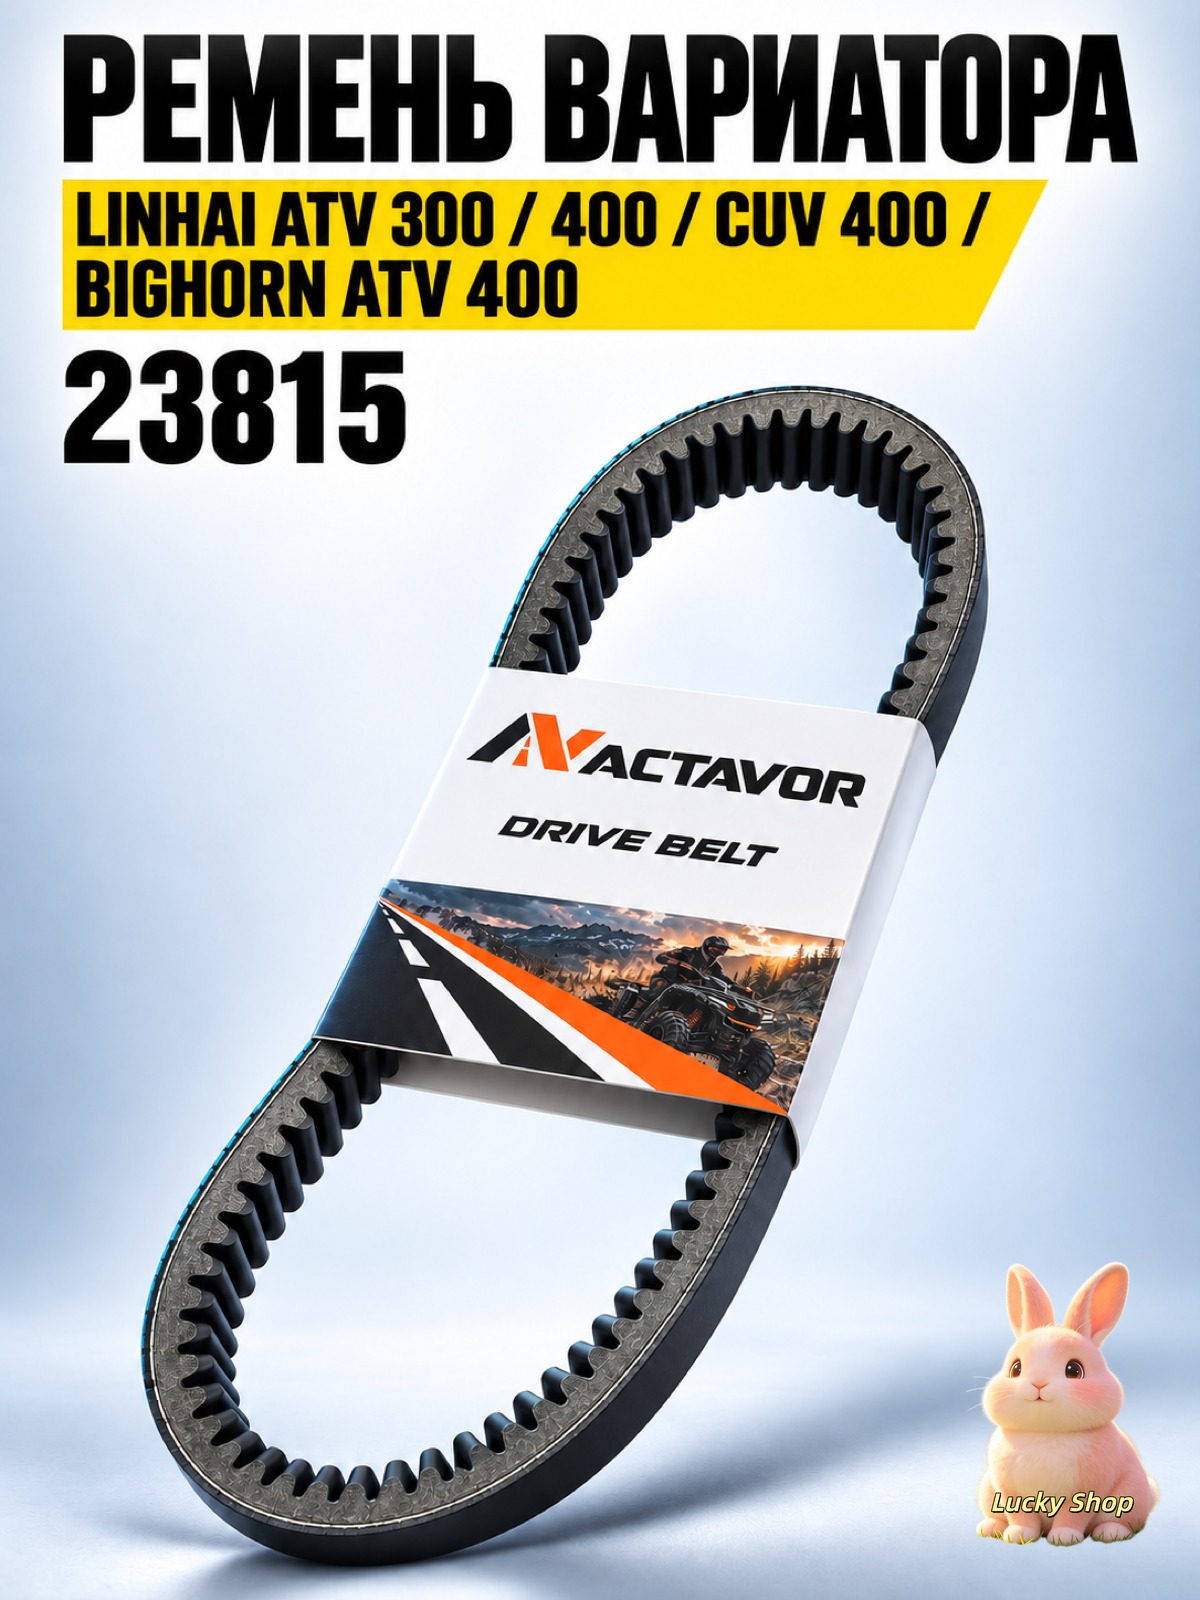 РЕМЕНЬ ВАРИАТОРА
LINHAI ATV 300 / 400 / CUV 400 /
BIGHORN ATV 400
23815
ACTAVOR
DRIVE BELT
Lucky Shop